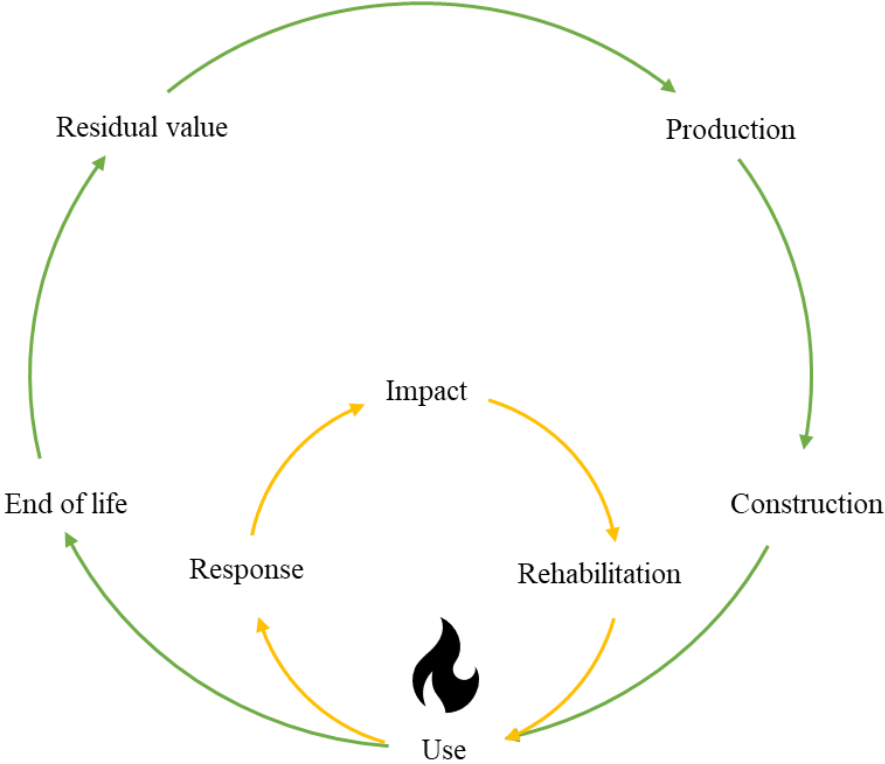 Residual value
Production
Impact
End of life
Construction
Response
Rehabilitation
Use